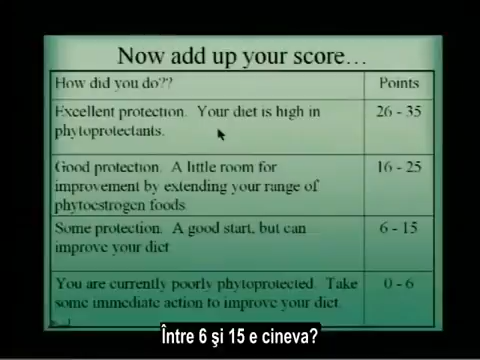 Now add up your score…
How did you do?? Points
Excellent protection. Your diet is high in 26 - 35
phytoprotectants.
Good protection. A little room for 16 - 25
improvement by extending your range of
phytoestrogen foods
Some protection. A good start, but can 6 - 15
improve your diet
You are currently poorly phytoprotected. Take 0 - 6
some immediate action to improve your diet.
Între 6 şi 15 e cineva?